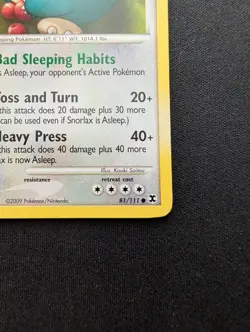 eping Pokémon HT: 6'11" WT: 1014.1 lbs.
Bad Sleeping Habits
s Asleep, your opponent's Active Pokémon
Toss and Turn 20+
this attack does 20 damage plus 30 more
can be used even if Snorlax is Asleep.)
Heavy Press 40+
this attack does 40 damage plus 40 more
ax is now Asleep.
Illus. Kouki Saitou
resistance retreat cost
©2009 Pokémon/Nintendo 81/111